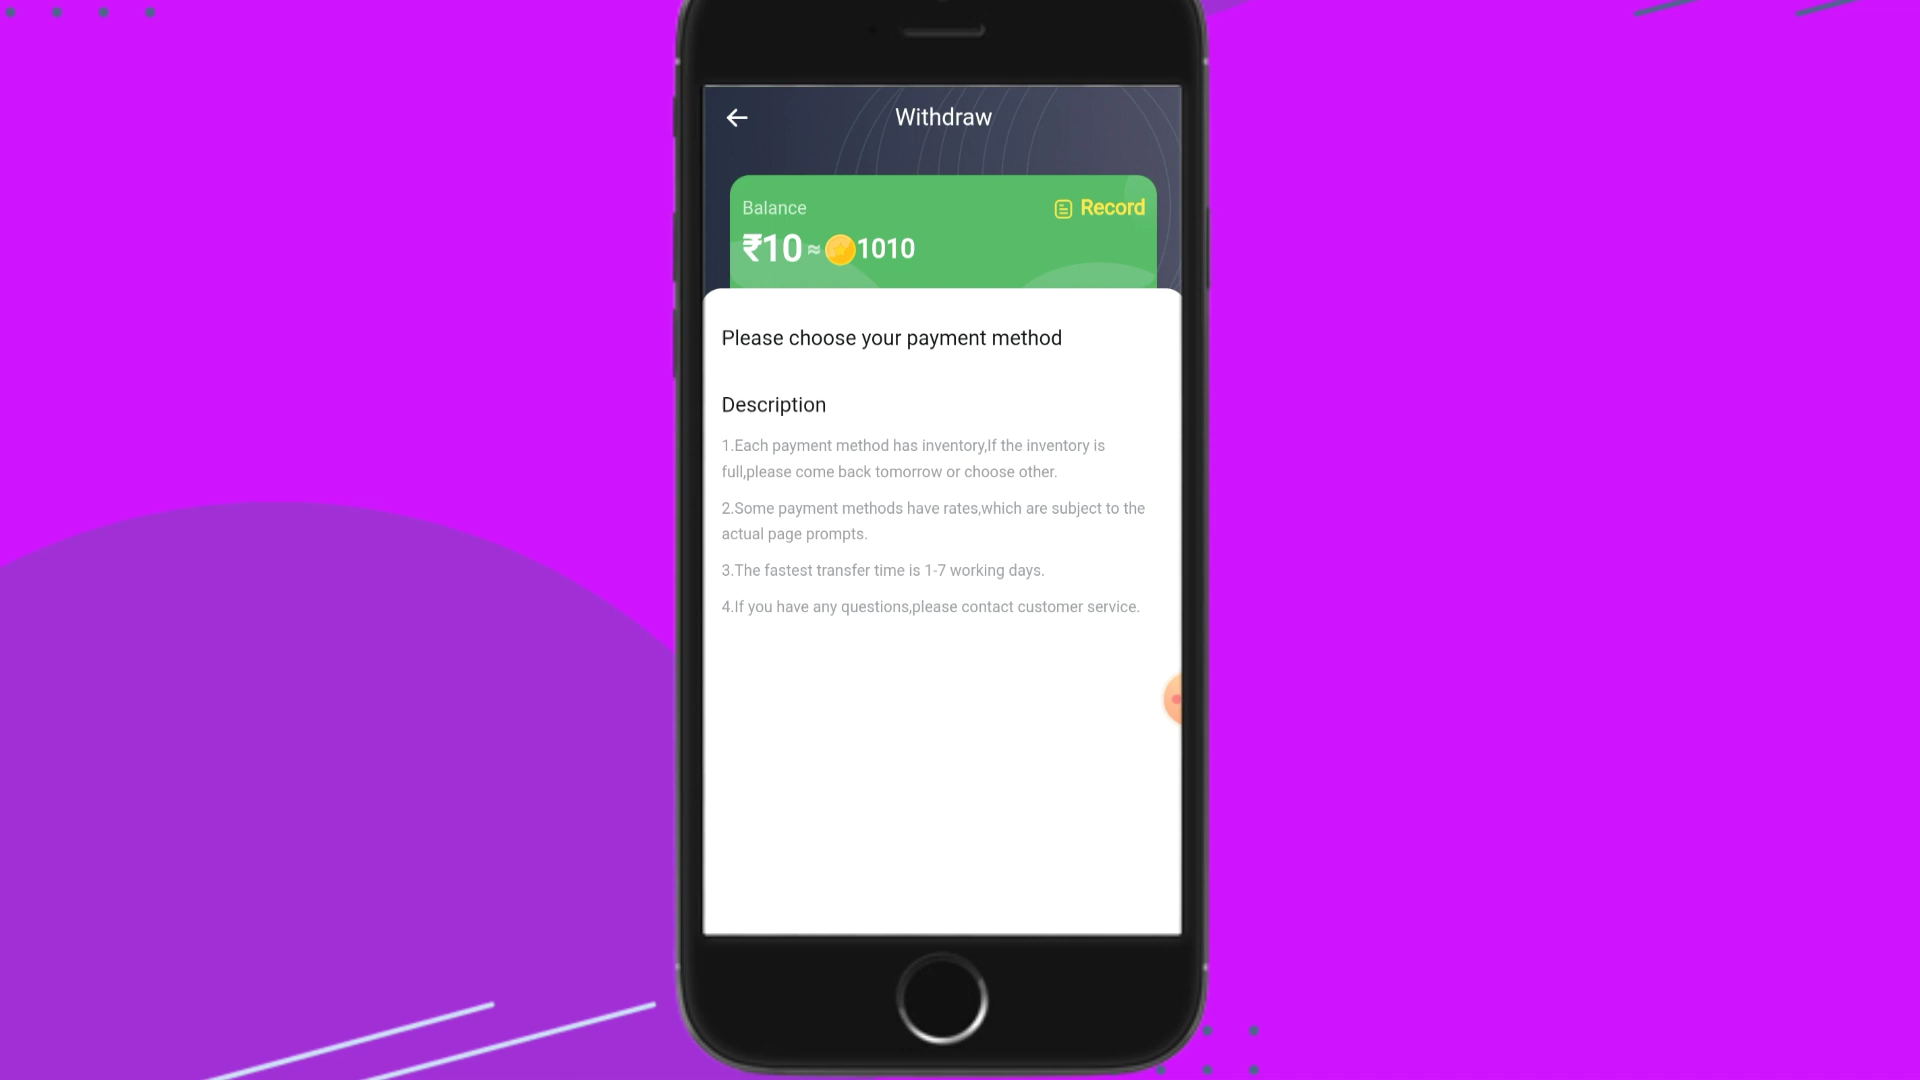 Withdraw
Balance
Record
₹10≈1010
Please choose your payment method
Description
1.Each payment method has inventory,If the inventory is
full,please come back tomorrow or choose other.
2.Some payment methods have rates,which are subject to the
actual page prompts.
3.The fastest transfer time is 1-7 working days.
4.If you have any questions,please contact customer service.